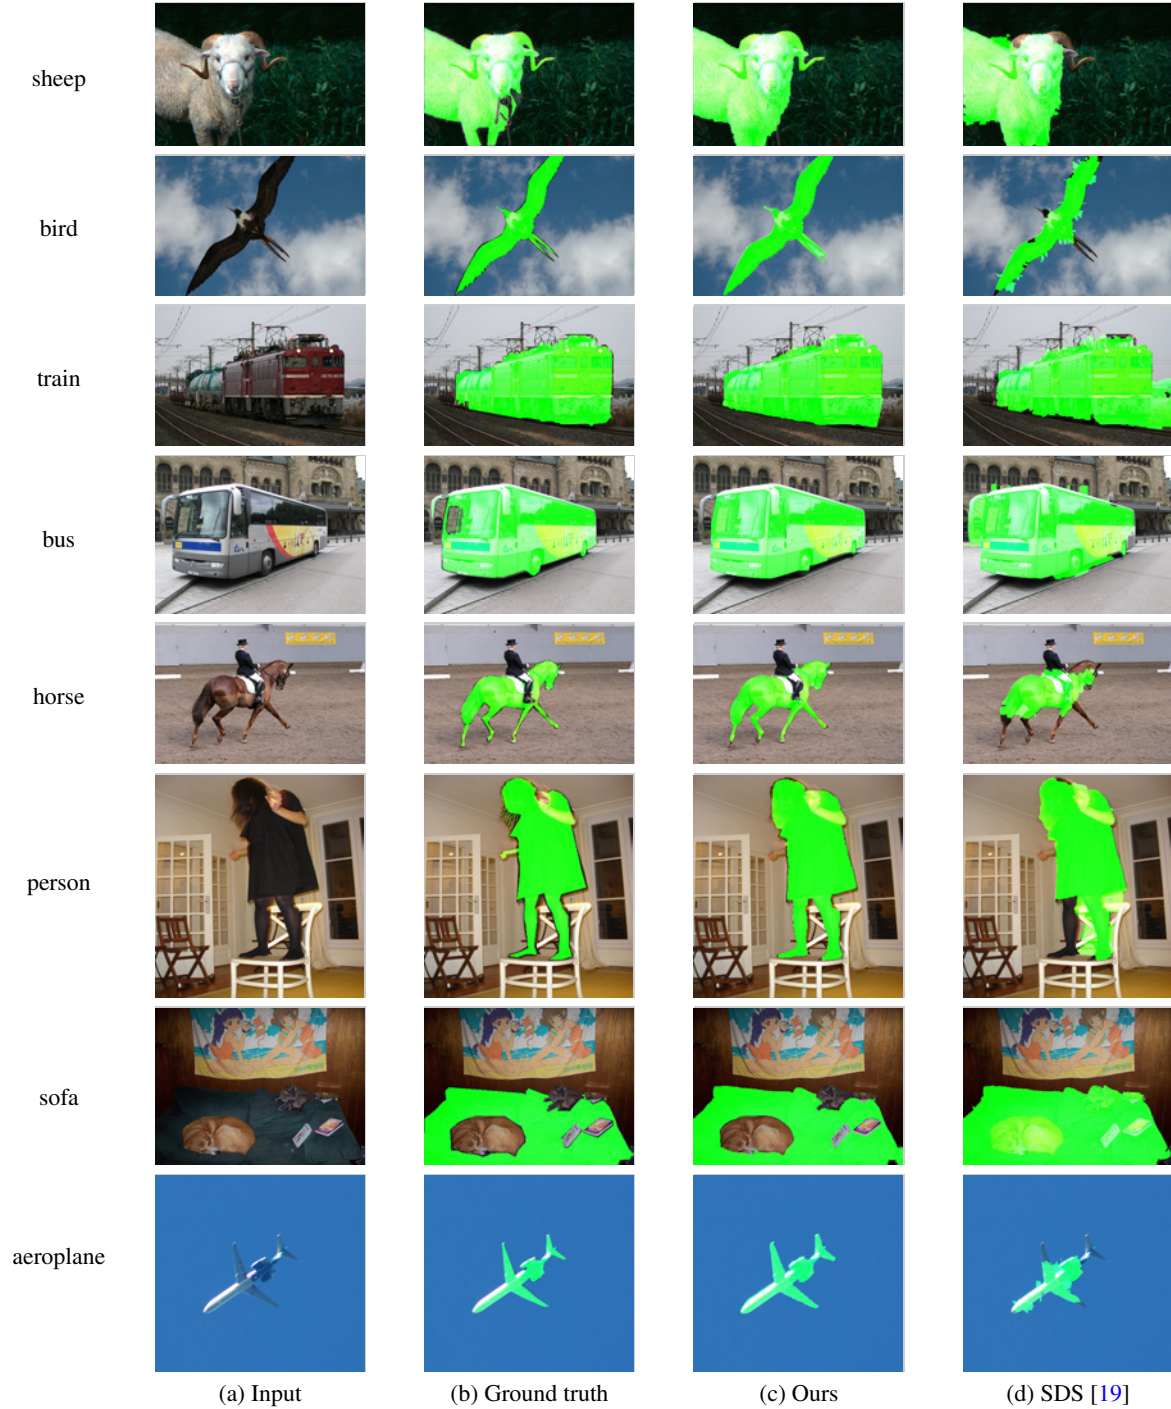 sheep
bird
train
bus
horse
person
sofa
aeroplane
(a) Input (b) Ground truth (c) Ours (d) SDS [19]